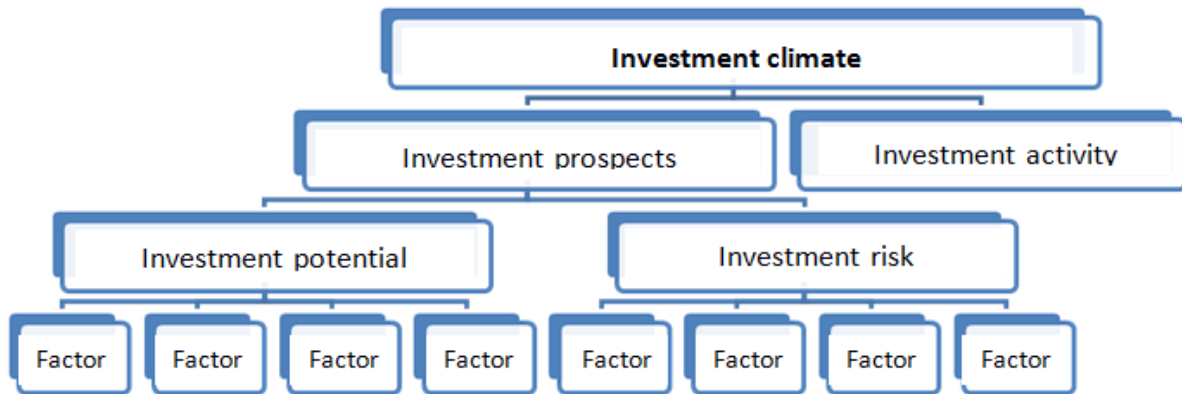 Investment climate
Investment prospects
Investment activity
Investment potential
Investment risk
Factor
Factor
Factor
Factor
Factor
Factor
Factor
Factor